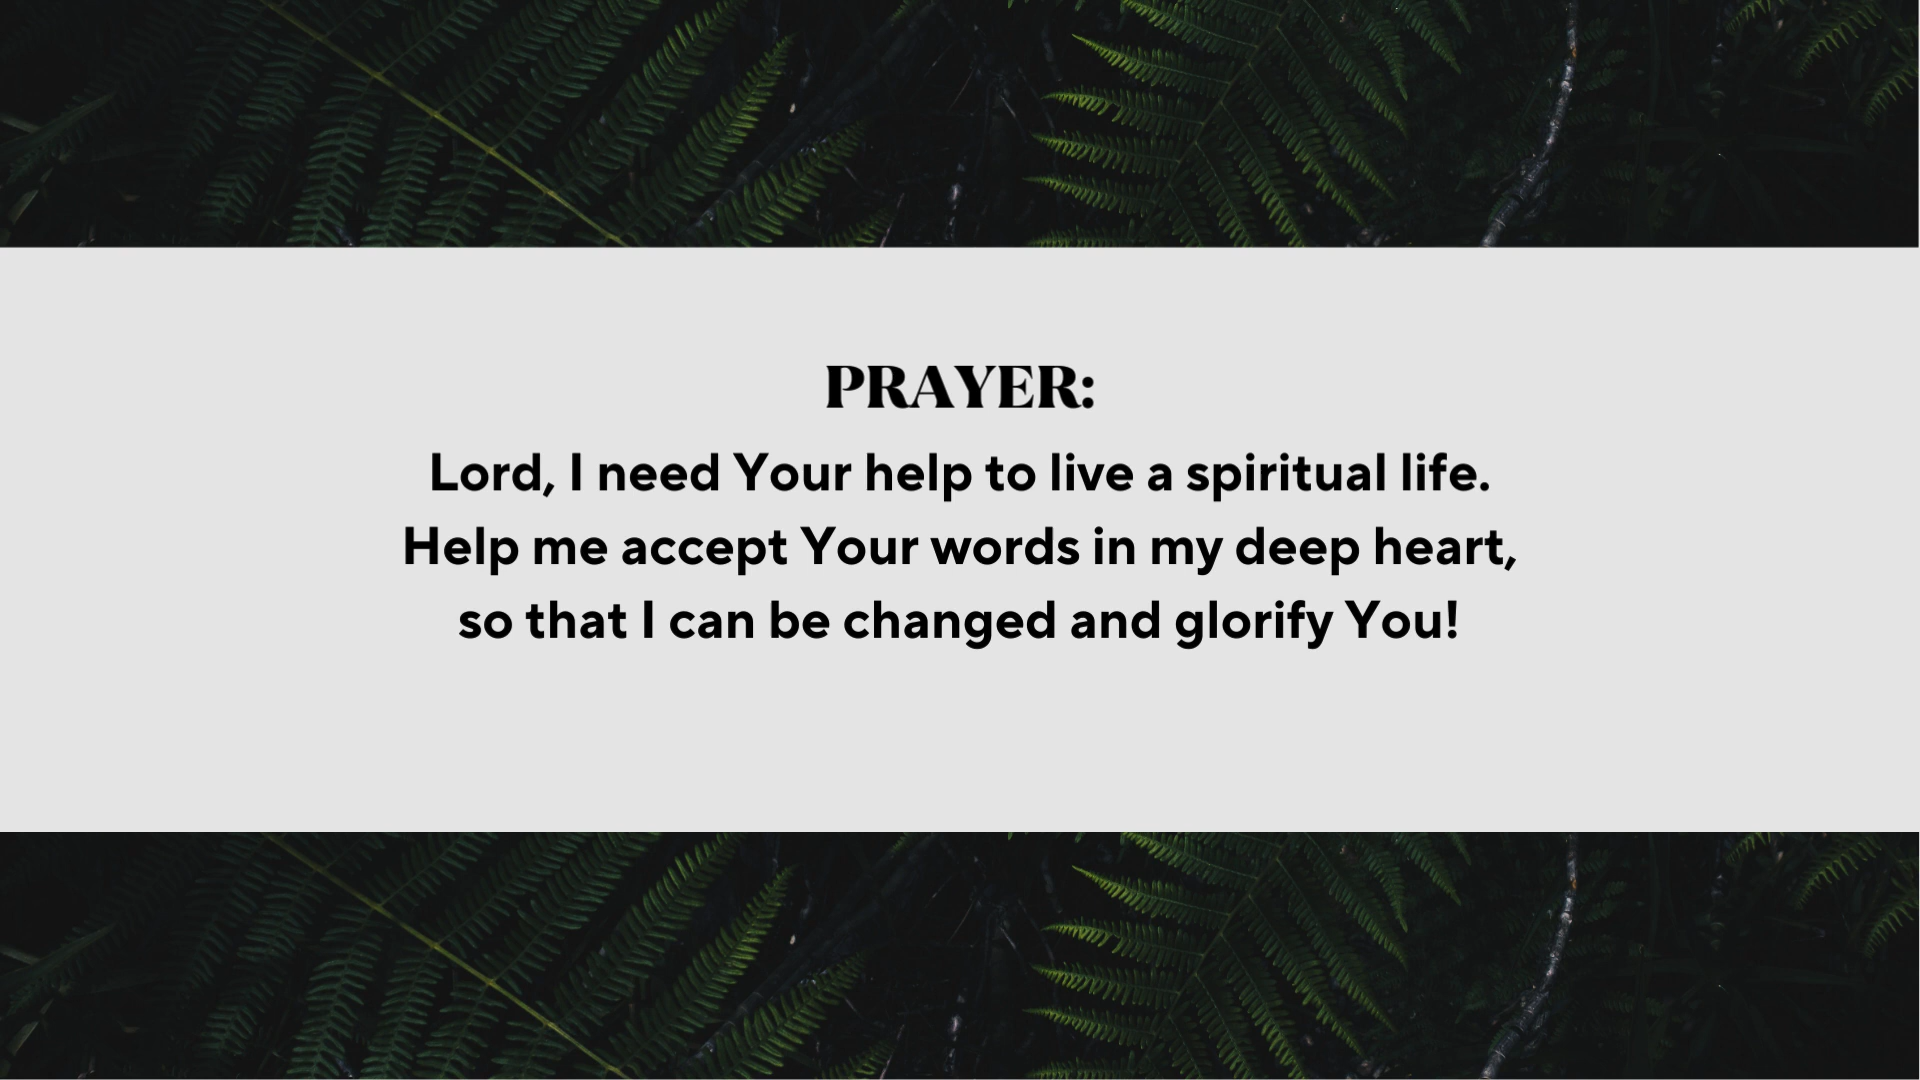 PRAYER:
Lord, I need Your help to live a spiritual life.
Help me accept Your words in my deep heart,
so that I can be changed and glorify You!